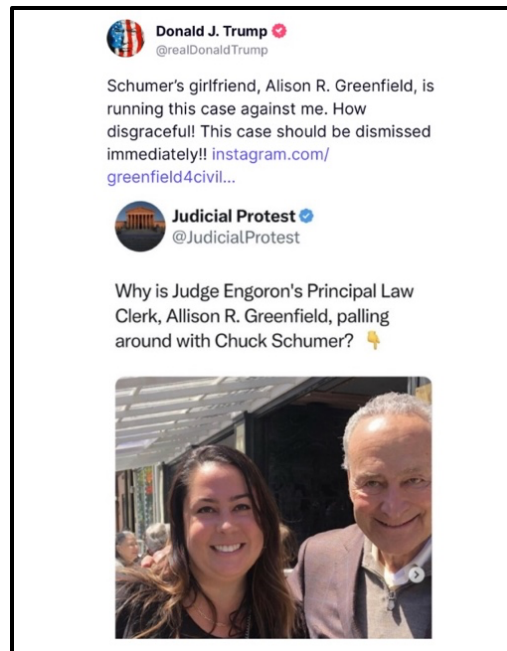 Donald J. Trump
@realDonaldTrump
Schumer’s girlfriend, Alison R. Greenfield, is
running this case against me. How
disgraceful! This case should be dismissed
immediately!! instagram.com/
greenfield4civil...
Judicial Protest
@JudicialProtest
Why is Judge Engoron's Principal Law
Clerk, Allison R. Greenfield, palling
around with Chuck Schumer? 👇